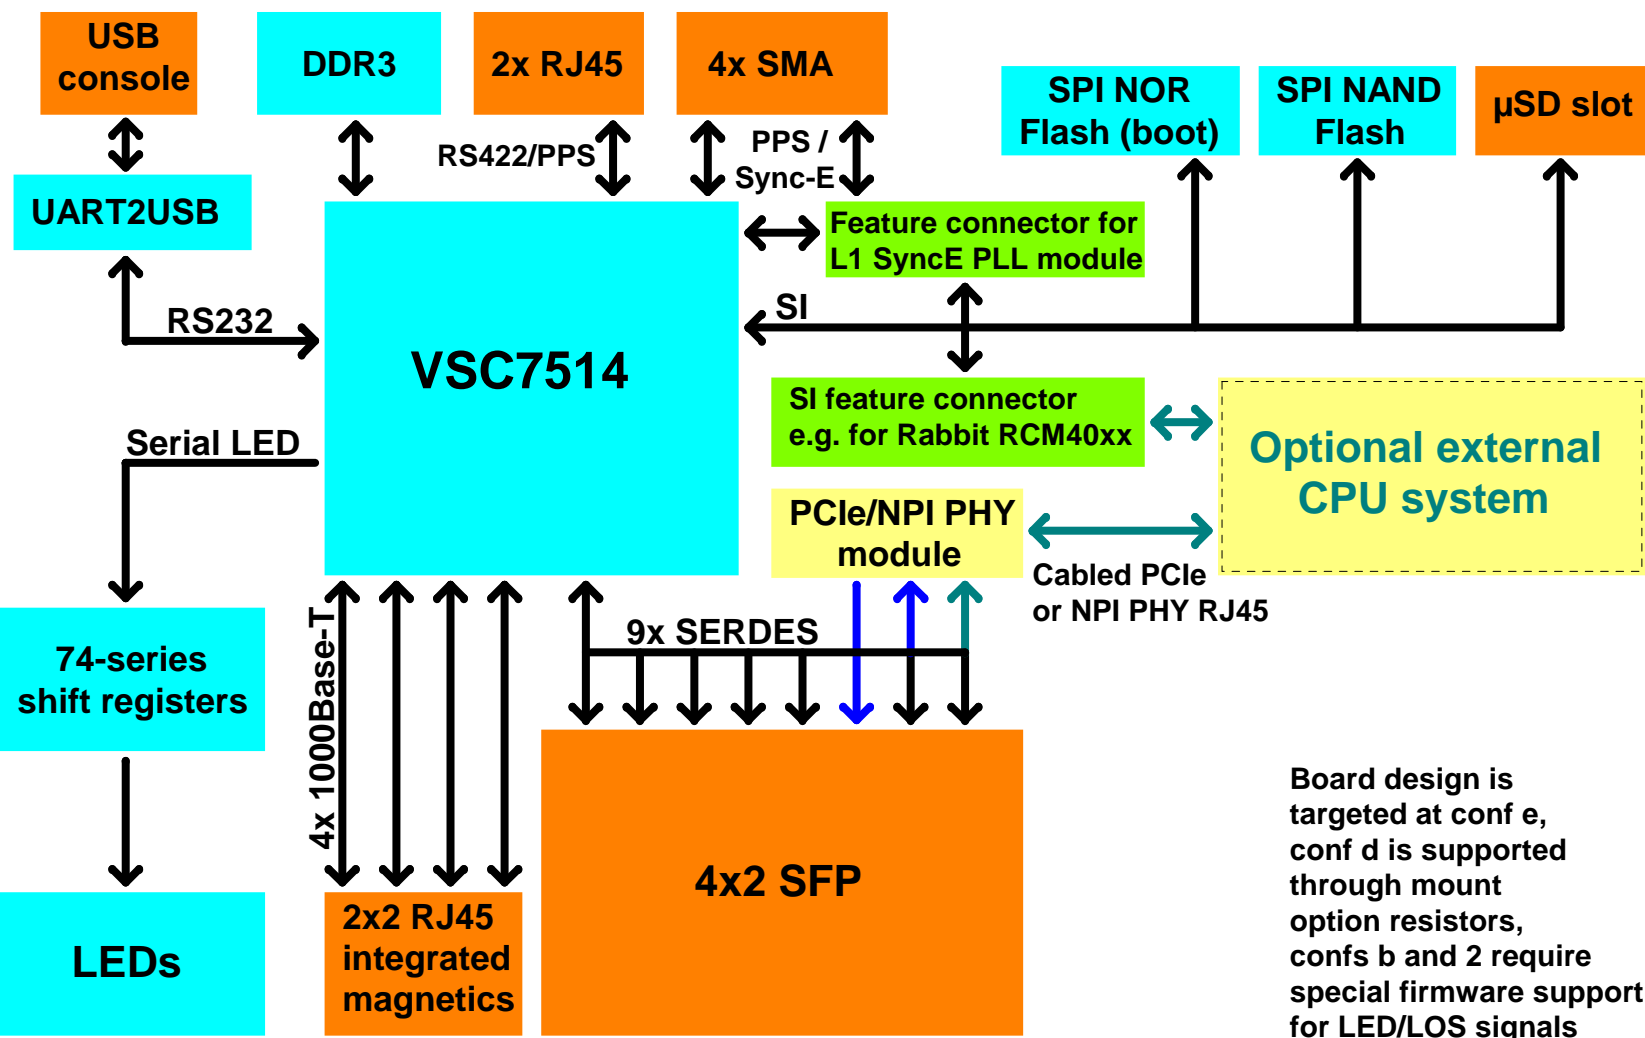 USB
console
DDR3
2x RJ45
4x SMA
SPI NOR
Flash (boot)
SPI NAND
Flash
µSD slot
RS422/PPS
PPS /
Sync-E
UART2USB
Feature connector for
L1 SyncE PLL module
RS232
SI
VSC7514
SI feature connector
e.g. for Rabbit RCM40xx
Optional external
CPU system
Serial LED
PCIe/NPI PHY
module
Cabled PCIe
or NPI PHY RJ45
9x SERDES
4x 1000Base-T
74-series
shift registers
4x2 SFP
LEDs
2x2 RJ45
integrated
magnetics
Board design is
targeted at conf e,
conf d is supported
through mount
option resistors,
confs b and 2 require
special firmware support
for LED/LOS signals